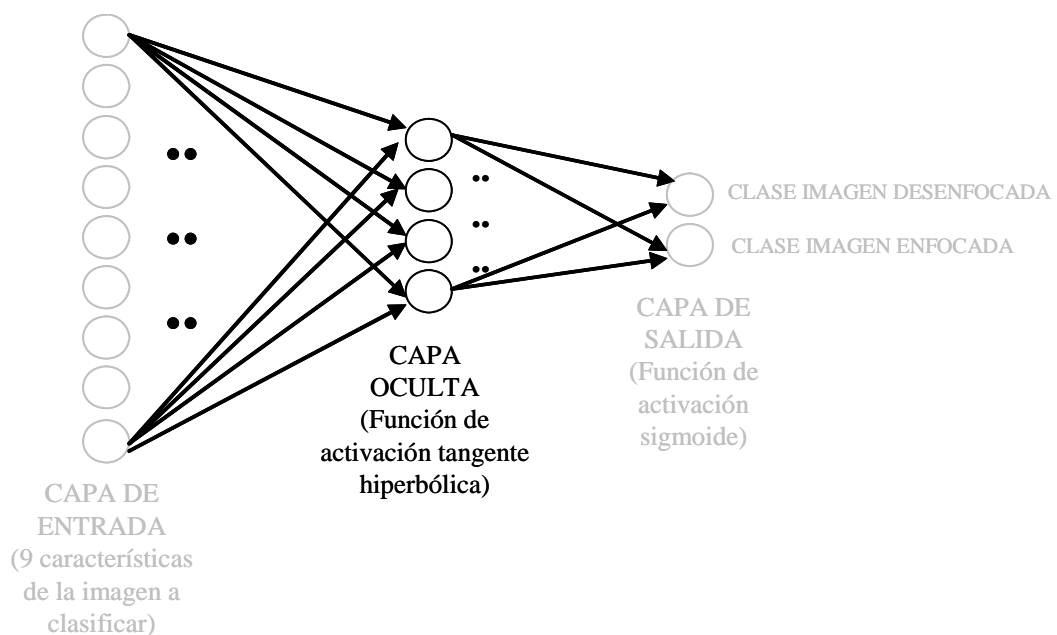 CAPA DE
ENTRADA
(9 características
de la imagen a
clasificar)
CAPA
OCULTA
(Función de
activación tangente
hiperbólica)
CLASE IMAGEN DESENFOCADA
CLASE IMAGEN ENFOCADA
CAPA DE
SALIDA
(Función de
activación
sigmoide)